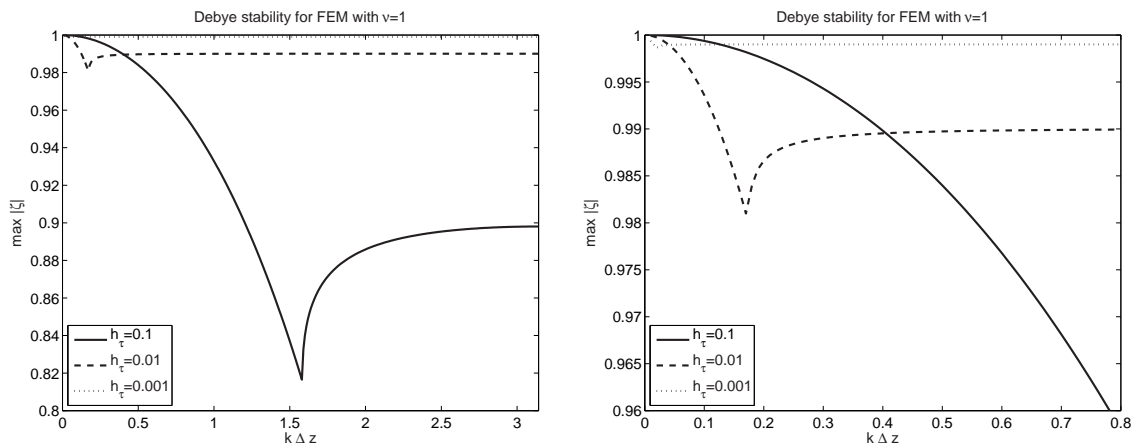 Debye stability for FEM with ν=1
1
0.98
0.96
0.94
0.92
0.9
0.88
0.86
0.84
0.82
0.8
max |ζ|
h_τ=0.1
h_τ=0.01
h_τ=0.001
0 0.5 1 1.5 2 2.5 3
k Δ z
Debye stability for FEM with ν=1
1
0.995
0.99
0.985
0.98
0.975
0.97
0.965
0.96
max |ζ|
h_τ=0.1
h_τ=0.01
h_τ=0.001
0 0.1 0.2 0.3 0.4 0.5 0.6 0.7 0.8
k Δ z